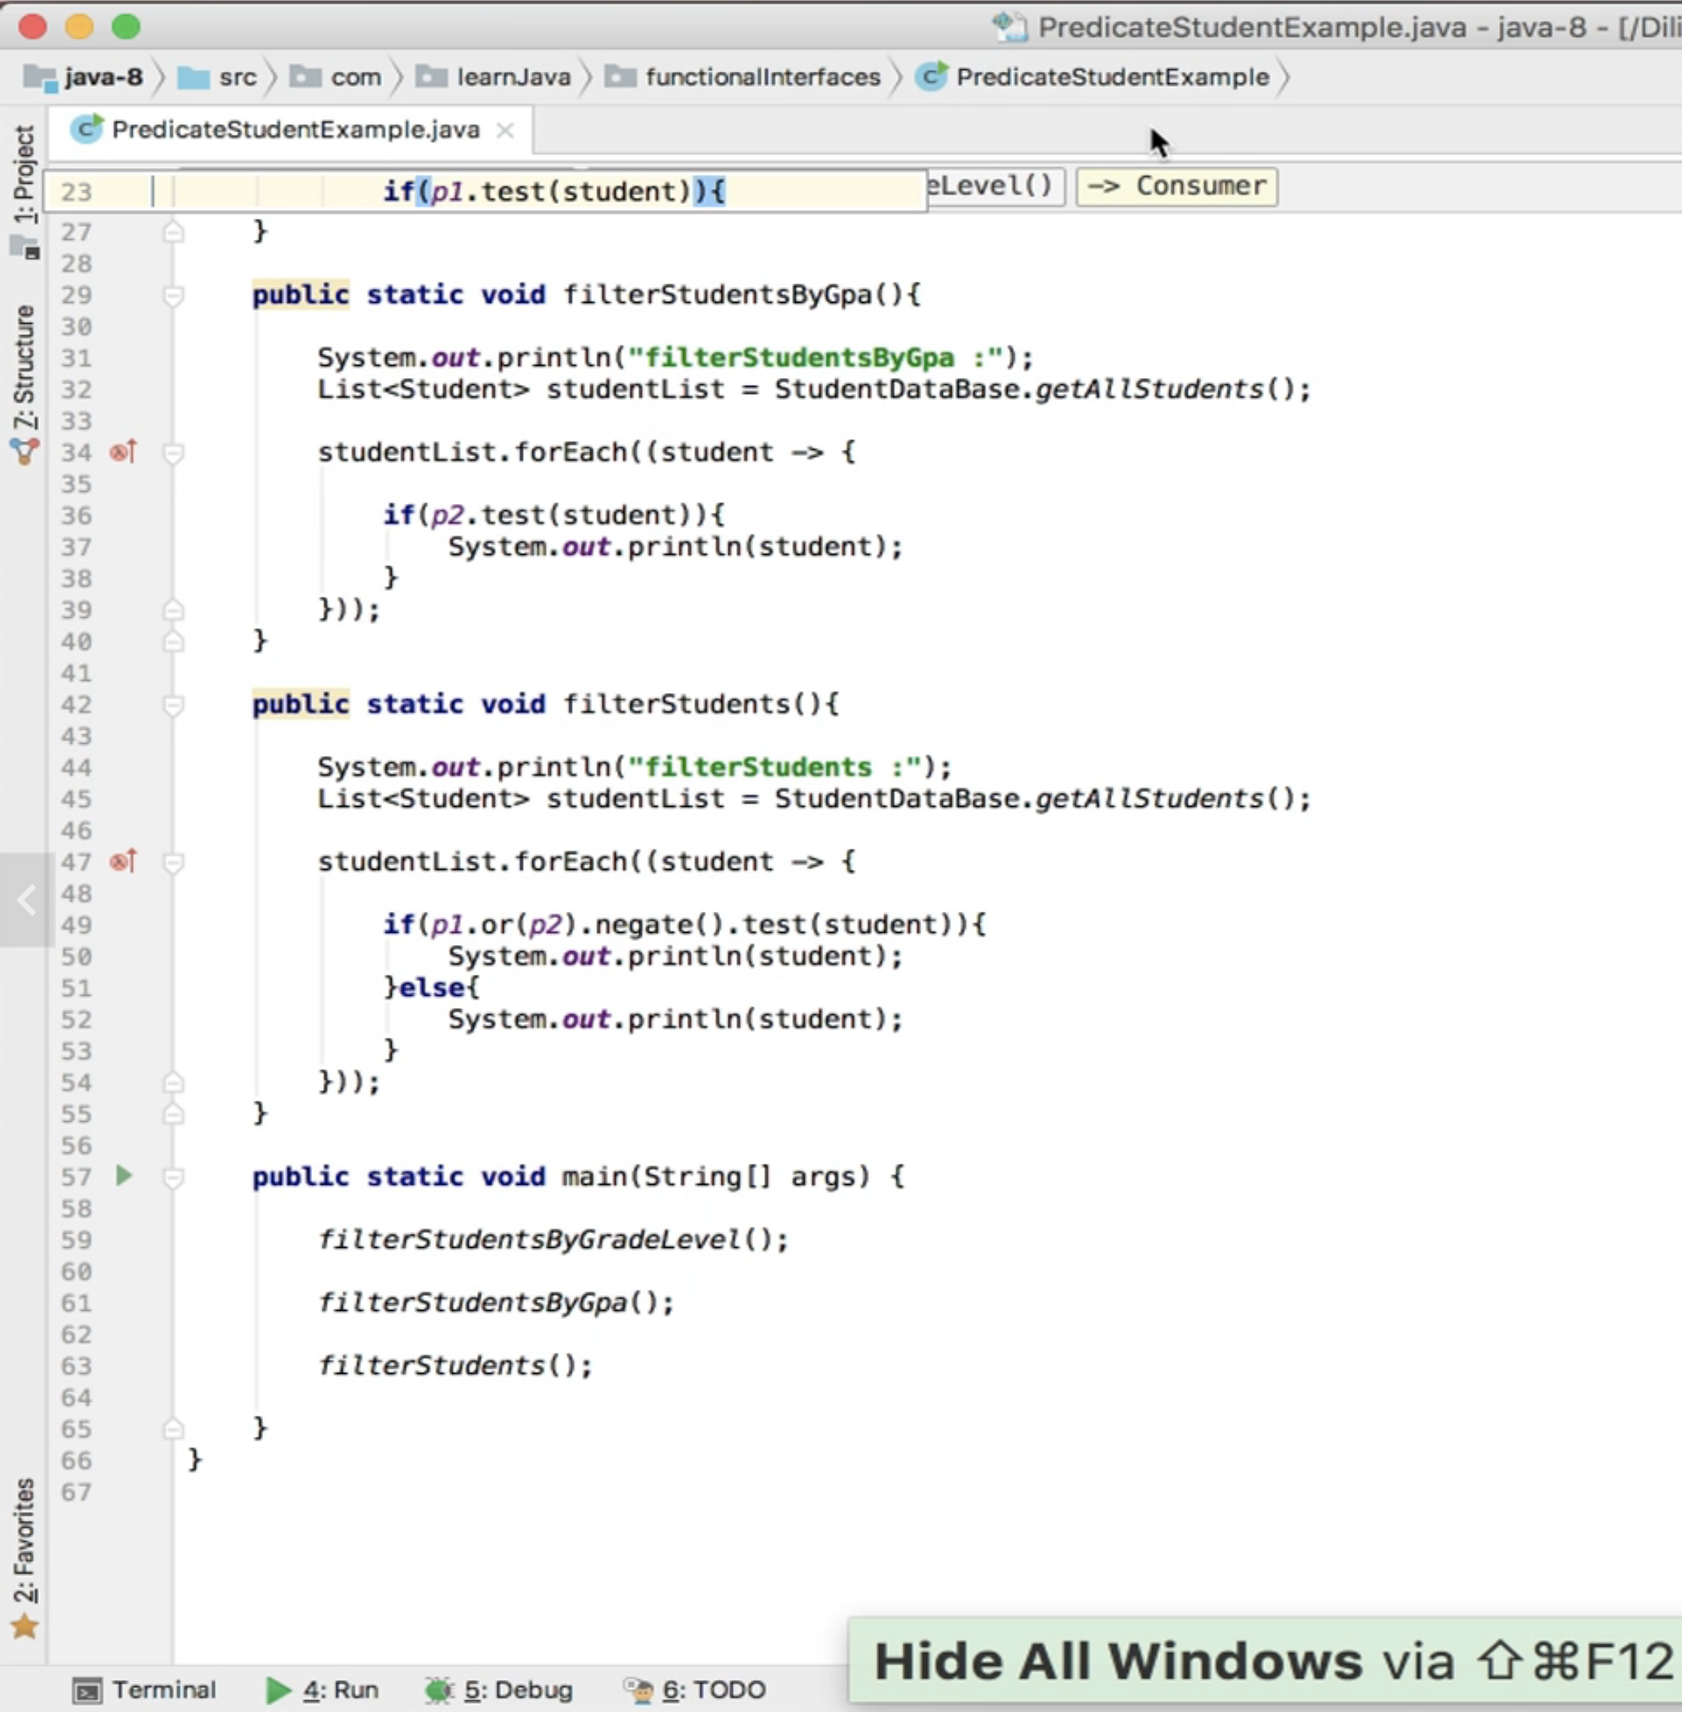 PredicateStudentExample.java - java-8 - [/Dili
java-8 src com learnJava functionalInterfaces PredicateStudentExample
PredicateStudentExample.java
1: Project
7: Structure
2: Favorites
23 if(p1.test(student)){ eLevel() -> Consumer
27 }
28
29 public static void filterStudentsByGpa(){
30
31 System.out.println("filterStudentsByGpa :");
32 List<Student> studentList = StudentDataBase.getAllStudents();
33
34 studentList.forEach((student -> {
35
36 if(p2.test(student)){
37 System.out.println(student);
38 }
39 }));
40 }
41
42 public static void filterStudents(){
43
44 System.out.println("filterStudents :");
45 List<Student> studentList = StudentDataBase.getAllStudents();
46
47 studentList.forEach((student -> {
48
49 if(p1.or(p2).negate().test(student)){
50 System.out.println(student);
51 }else{
52 System.out.println(student);
53 }
54 }));
55 }
56
57 public static void main(String[] args) {
58
59 filterStudentsByGradeLevel();
60
61 filterStudentsByGpa();
62
63 filterStudents();
64
65 }
66 }
67
Hide All Windows via ⇧⌘F12
Terminal 4: Run 5: Debug 6: TODO